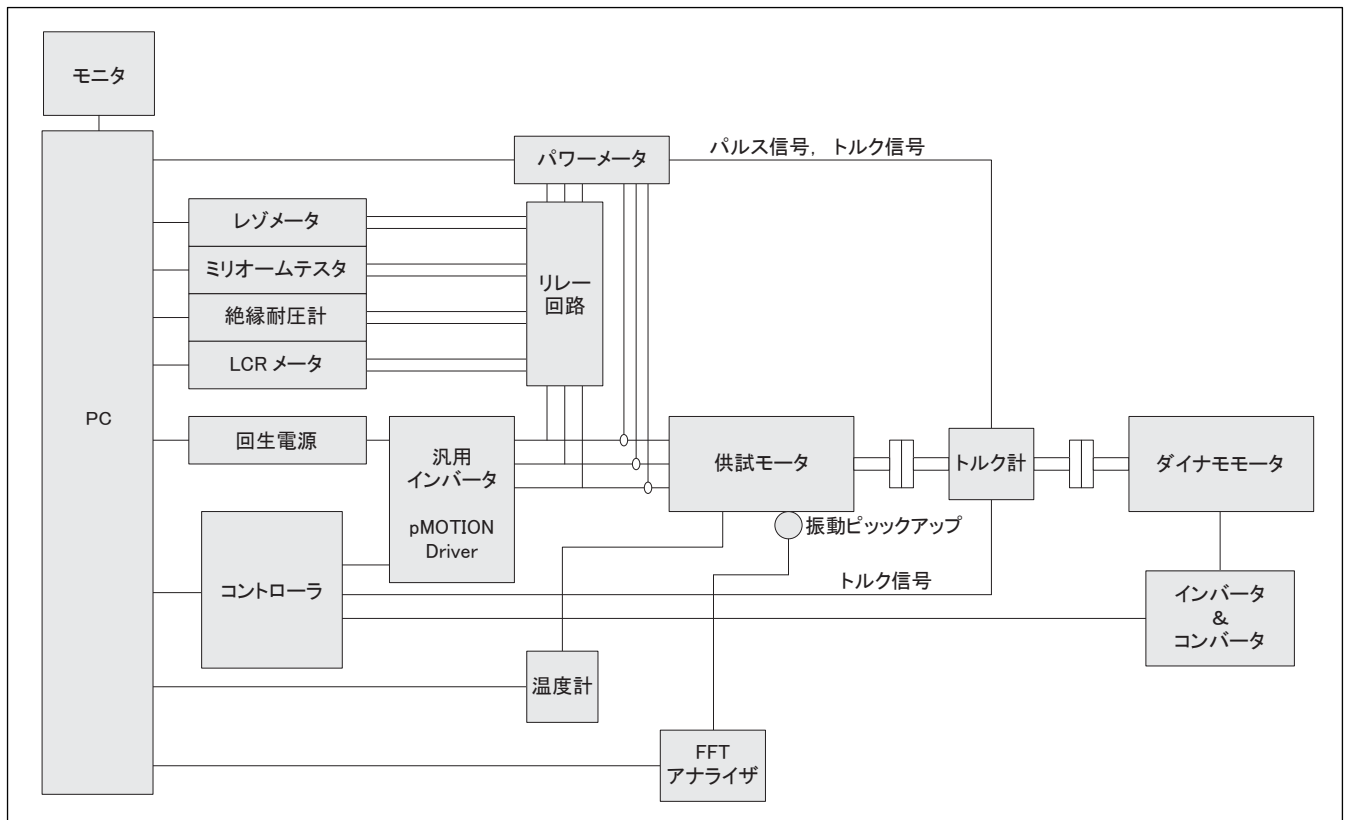 モニタ
パワーメータ
パルス信号， トルク信号
レゾメータ
ミリオームテスタ
絶縁耐圧計
LCR メータ
リレー
回路
PC
回生電源
汎用
インバータ
pMOTION
Driver
供試モータ
トルク計
ダイナモモータ
振動ピックアップ
コントローラ
トルク信号
インバータ
＆
コンバータ
温度計
FFT
アナライザ